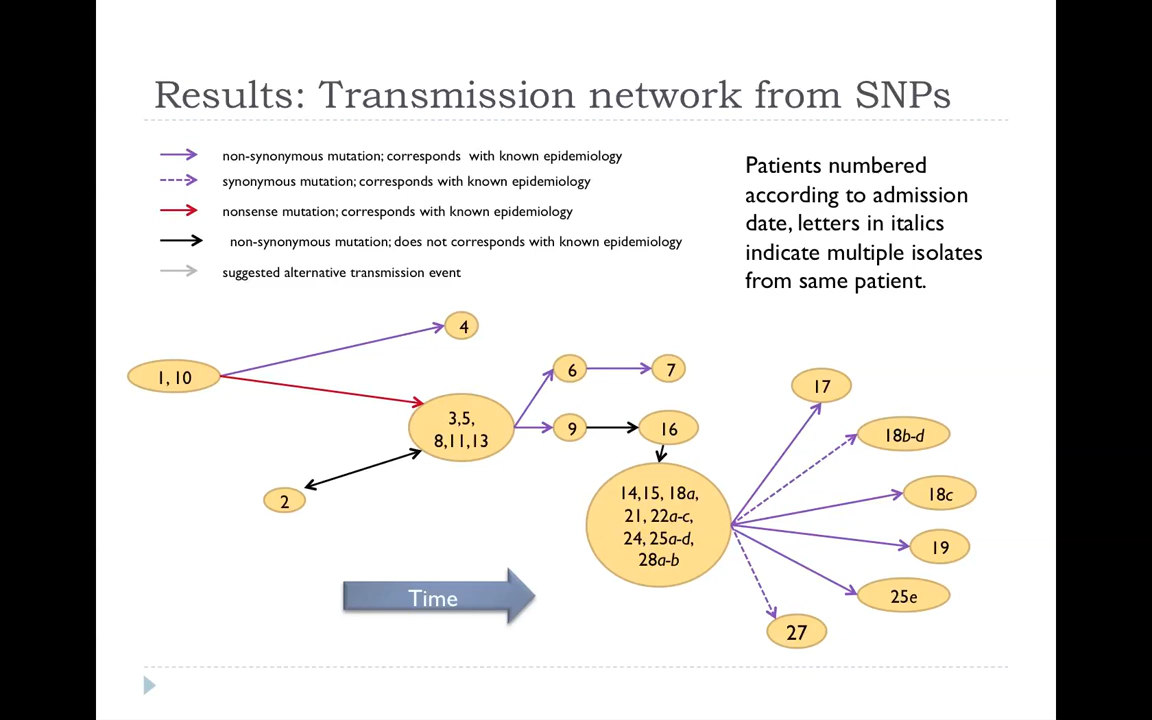 Results: Transmission network from SNPs
non-synonymous mutation; corresponds with known epidemiology
synonymous mutation; corresponds with known epidemiology
nonsense mutation; corresponds with known epidemiology
non-synonymous mutation; does not corresponds with known epidemiology
suggested alternative transmission event
Patients numbered
according to admission
date, letters in italics
indicate multiple isolates
from same patient.
4
1, 10
6
7
3,5,
8,11,13
9
16
2
14,15, 18a,
21, 22a-c,
24, 25a-d,
28a-b
17
18b-d
18c
19
25e
27
Time